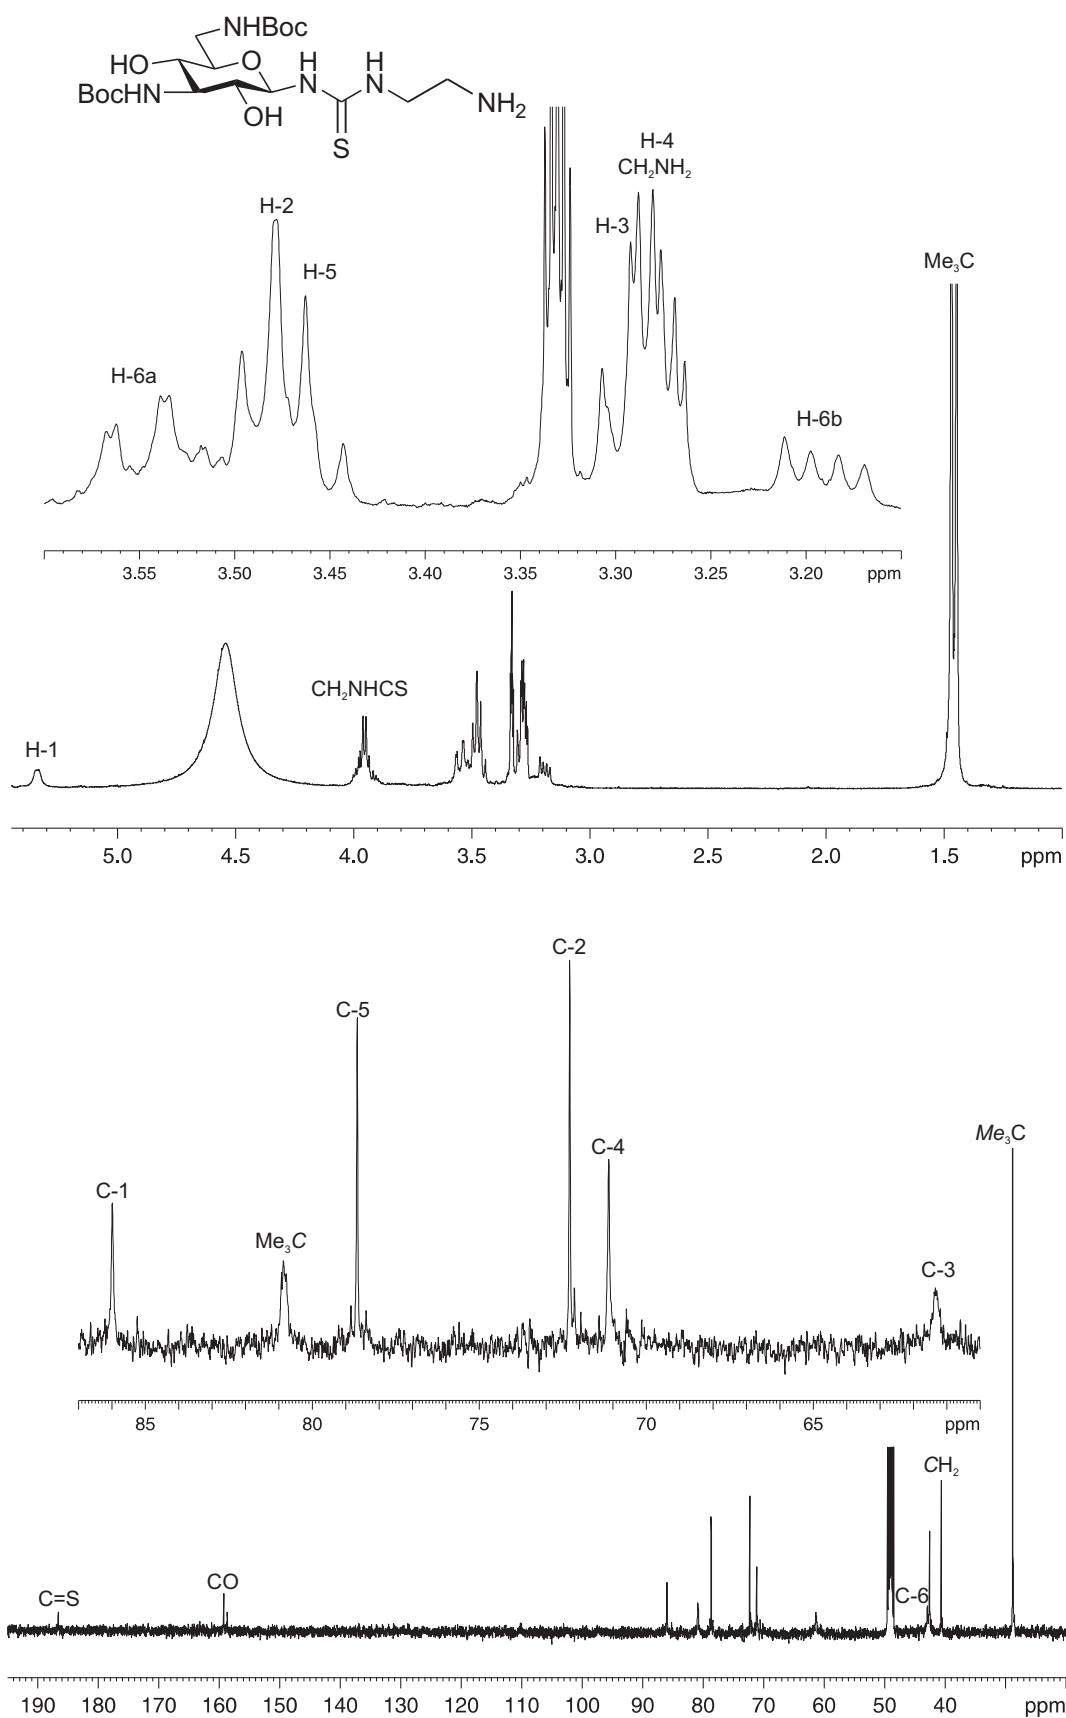 NHBoc
HO
O
H
N
H
N
BocHN
OH
S
NH₂
H-4
CH₂NH₂
H-2
H-3
H-5
Me₃C
H-6a
H-6b
3.55 3.50 3.45 3.40 3.35 3.30 3.25 3.20 ppm
CH₂NHCS
H-1
5.0 4.5 4.0 3.5 3.0 2.5 2.0 1.5 ppm
C-2
C-5
Me₃C
C-4
C-1
Me₃C
C-3
85 80 75 70 65 ppm
CH₂
CO
C=S
C-6
190 180 170 160 150 140 130 120 110 100 90 80 70 60 50 40 ppm